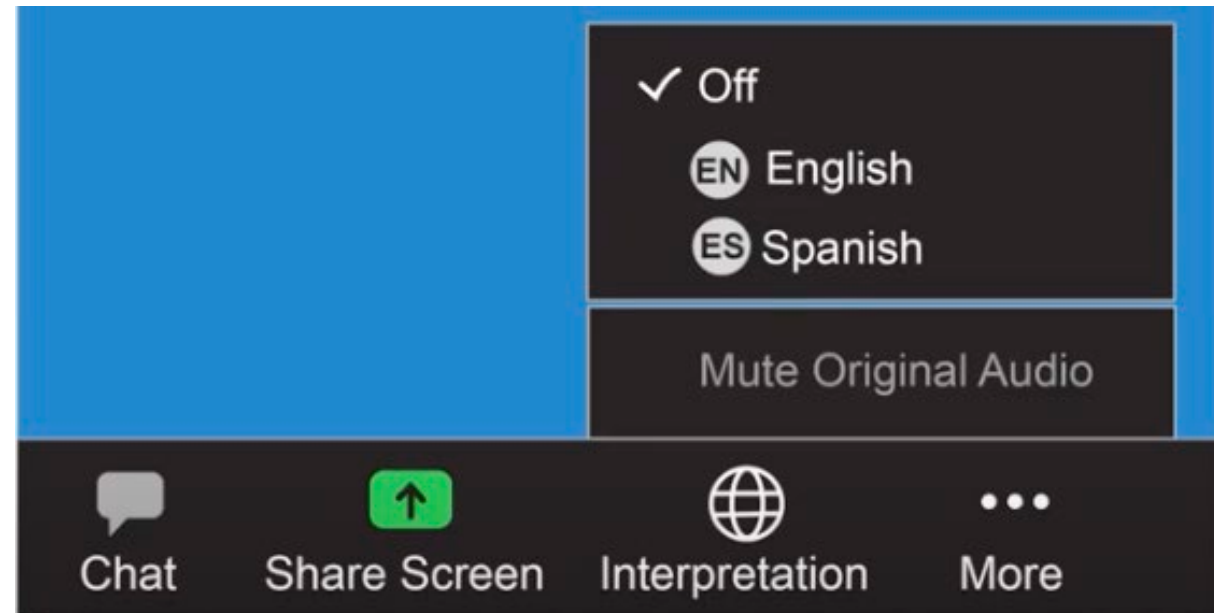 Off
EN English
ES Spanish
Mute Original Audio
Chat Share Screen Interpretation More